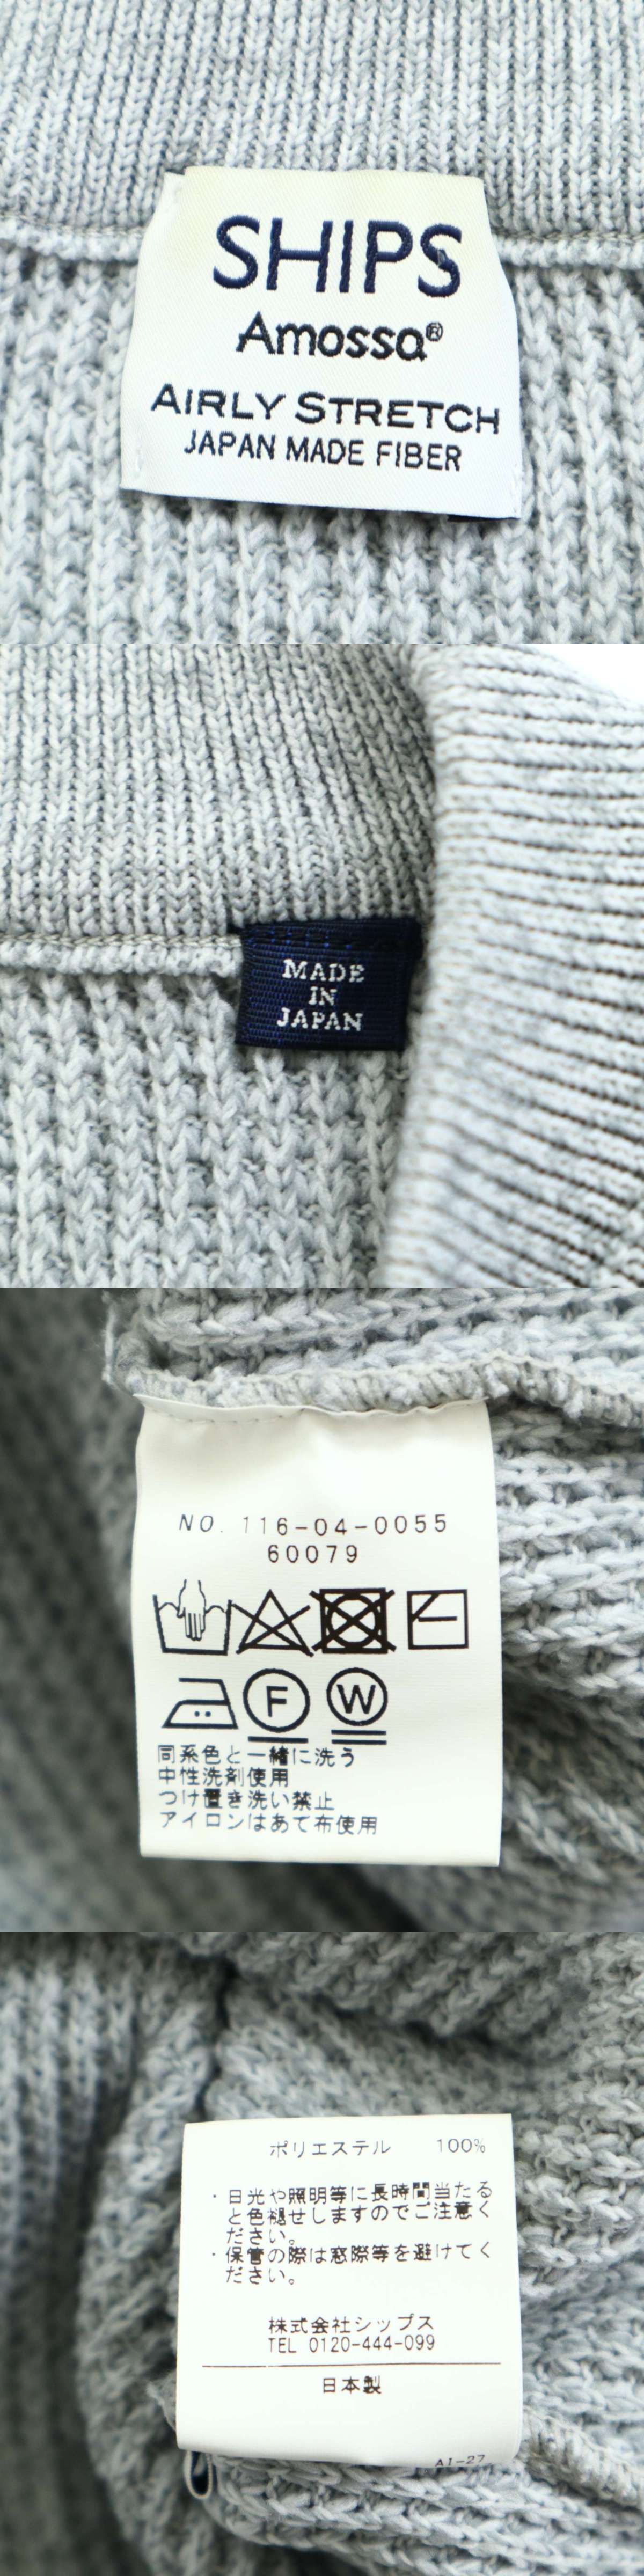 SHIPS
Amossa®
AIRLY STRETCH
JAPAN MADE FIBER
MADE
IN
JAPAN
NO. 116-04-0055
60079
F
W
同系色と一緒に洗う
中性洗剤使用
つけ置き洗い禁止
アイロンはあて布使用
ポリエステル 100%
・日光や照明等に長時間当たる
と色褪せしますのでご注意く
ださい。
・保管の際は窓際等を避けてく
ださい。
株式会社シップス
TEL 0120-444-099
日本製
AI-27